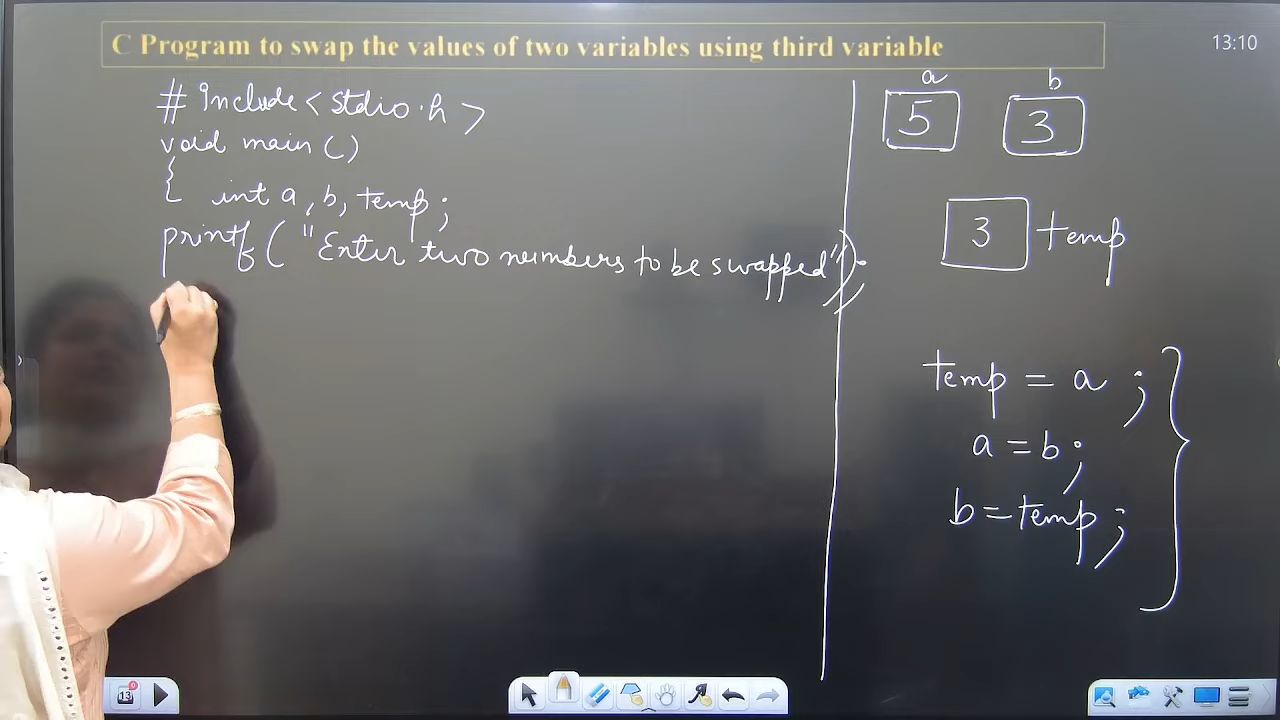 C Program to swap the values of two variables using third variable
13:10
# Include < stdio.h >
void main ( )
{ int a, b, temp;
printf ( "Enter two numbers to be swapped");
a b
5 3
3 temp
temp = a ;
a = b;
b = temp ; }
13